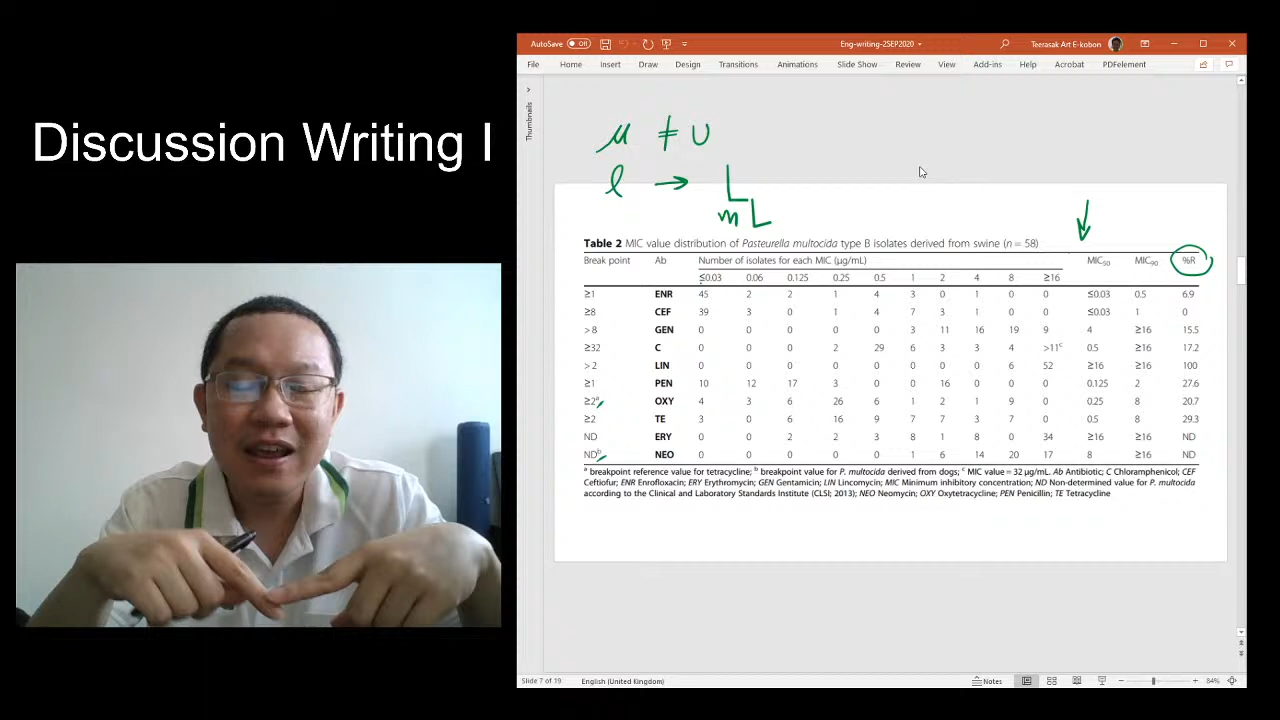 Discussion Writing I
AutoSave Off
Eng-writing-2SEP2020
Teerasak Art E-kobon
File Home Insert Draw Design Transitions Animations Slide Show Review View Add-ins Help Acrobat PDFelement
Thumbnails
μ ≠ u
l → L
mL
Table 2 MIC value distribution of Pasteurella multocida type B isolates derived from swine (n = 58)
Break point Ab Number of isolates for each MIC (μg/mL) MIC50 MIC90 %R
≤0.03 0.06 0.125 0.25 0.5 1 2 4 8 ≥16
≥1 ENR 45 2 2 1 4 3 0 1 0 0 ≤0.03 0.5 6.9
≥8 CEF 39 3 0 1 4 7 3 1 0 0 ≤0.03 1 0
> 8 GEN 0 0 0 0 0 3 11 16 19 9 4 ≥16 15.5
≥32 C 0 0 0 2 29 6 3 3 4 >11c 0.5 ≥16 17.2
> 2 LIN 0 0 0 0 0 0 0 0 6 52 ≥16 ≥16 100
≥1 PEN 10 12 17 3 0 0 16 0 0 0 0.125 2 27.6
≥2a OXY 4 3 6 26 6 1 2 1 9 0 0.25 8 20.7
≥2 TE 3 0 6 16 9 7 7 3 7 0 0.5 8 29.3
ND ERY 0 0 2 2 3 8 1 8 0 34 ≥16 ≥16 ND
NDb NEO 0 0 0 0 0 1 6 14 20 17 8 ≥16 ND
a breakpoint reference value for tetracycline; b breakpoint value for P. multocida derived from dogs; c MIC value = 32 μg/mL. Ab Antibiotic; C Chloramphenicol; CEF
Ceftiofur; ENR Enrofloxacin; ERY Erythromycin; GEN Gentamicin; LIN Lincomycin; MIC Minimum inhibitory concentration; ND Non-determined value for P. multocida
according to the Clinical and Laboratory Standards Institute (CLSI; 2013); NEO Neomycin; OXY Oxytetracycline; PEN Penicillin; TE Tetracycline
Slide 7 of 19 English (United Kingdom) Notes 84%